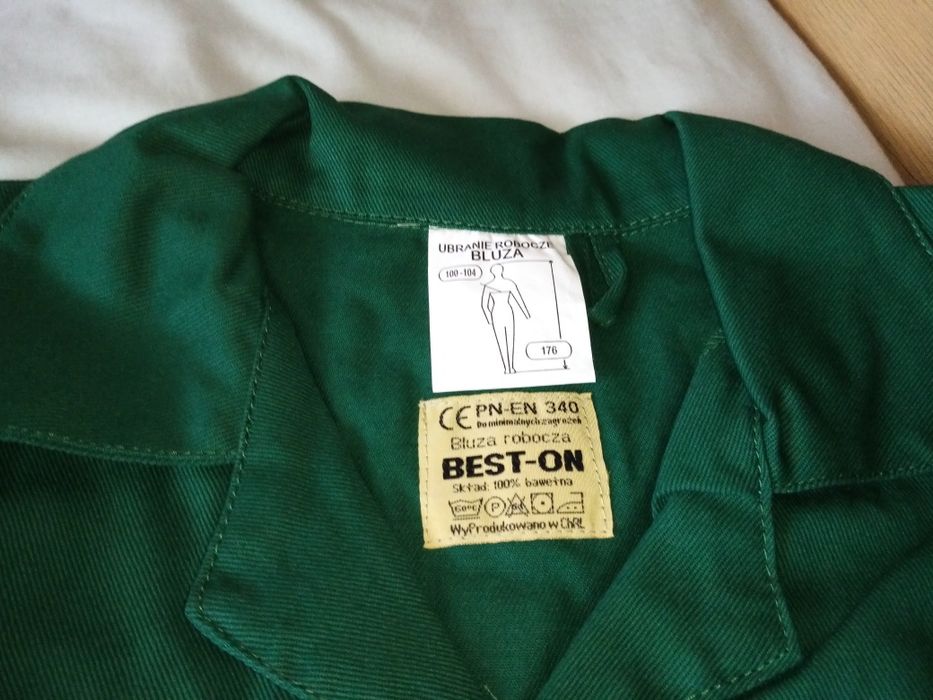 UBRANIE ROBOCZE
BLUZA
100-104
176
CE PN-EN 340
Do minimalnych zagrożeń
Bluza robocza
BEST-ON
Skład: 100% bawełna
60°C P
Wyprodukowano w ChRL